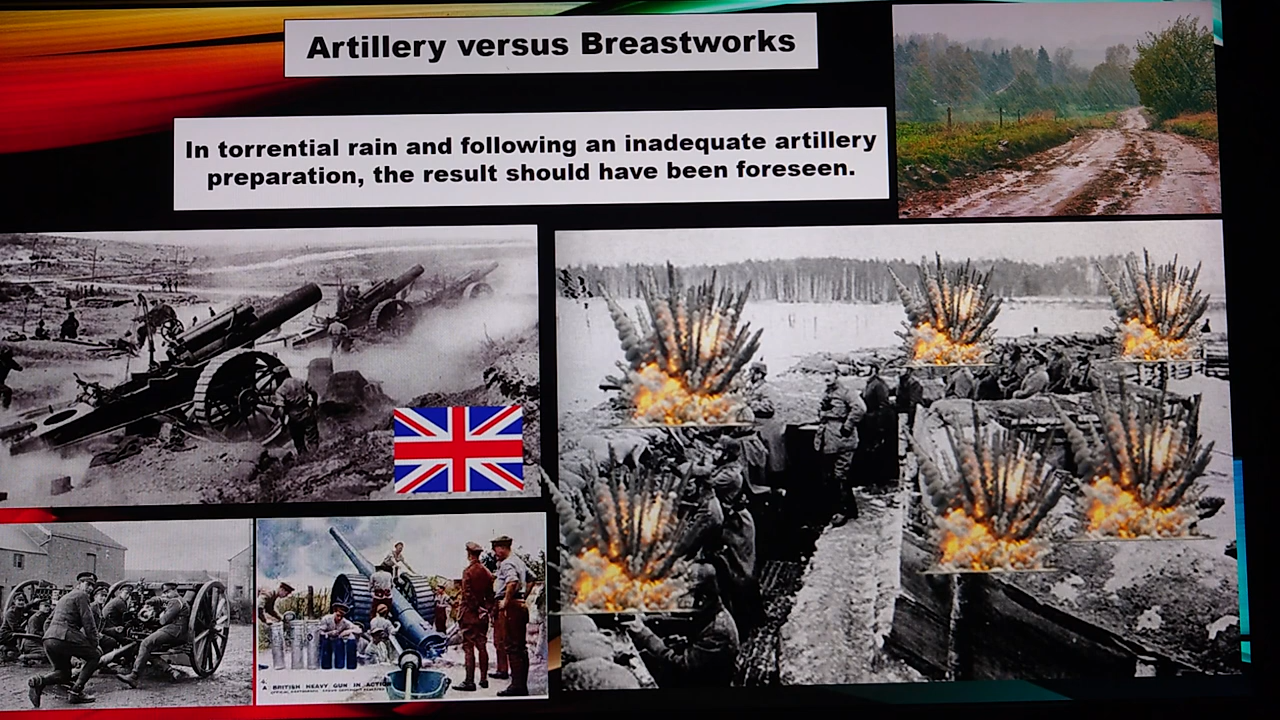 Artillery versus Breastworks
In torrential rain and following an inadequate artillery
preparation, the result should have been foreseen.
A BRITISH HEAVY GUN IN ACTION